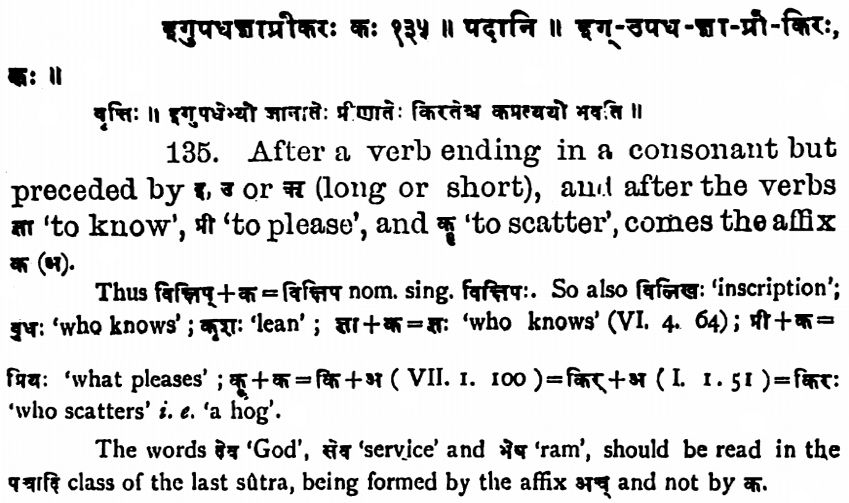 इगुपधज्ञाप्रीकिरः कः १३५ ॥ पदानि ॥ इग्-उपध-ज्ञा-प्री-किरः,
कः ॥
वृत्तिः ॥ इगुपधेभ्यो जानातेः प्रीणातेः किरतेश्च कप्रत्ययो भवति ॥
135. After a verb ending in a consonant but
preceded by इ, उ or ऋ (long or short), and after the verbs
ज्ञा 'to know', प्री 'to please', and कॄ 'to scatter', comes the affix
क (अ).
Thus विक्षिप्+क=विक्षिप nom. sing. विक्षिपः. So also विलिखः 'inscription';
बुधः 'who knows'; कृशः 'lean'; ज्ञा+क=ज्ञः 'who knows' (VI. 4. 64); प्री+क=
प्रियः 'what pleases'; कॄ+क=कि+अ (VII. 1. 100)=किर्+अ (I. 1. 51)=किरः
'who scatters' i. e. 'a hog'.
The words देव 'God', सेव 'service' and मेष 'ram', should be read in the
पचादि class of the last sûtra, being formed by the affix अच् and not by क.